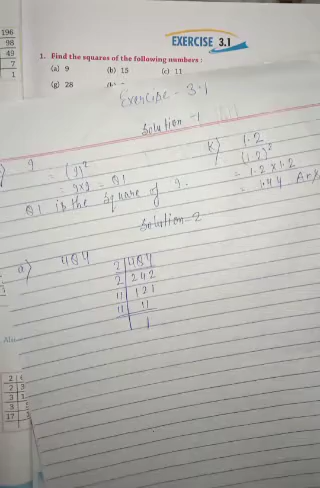 196
98
49
7
1
EXERCISE 3.1
1. Find the squares of the following numbers :
(a) 9 (b) 15 (c) 11
(g) 28
Exercise - 3.1
Solution - 1
9
= (9)²
= 9x9 = 81
81 is the square of 9.
K) 1.2
(1.2)²
= 1.2 x 1.2
= 1.44 Ans
Solution - 2
a) 484
2 484
2 242
11 121
11 11
1
2
2
3
3
17